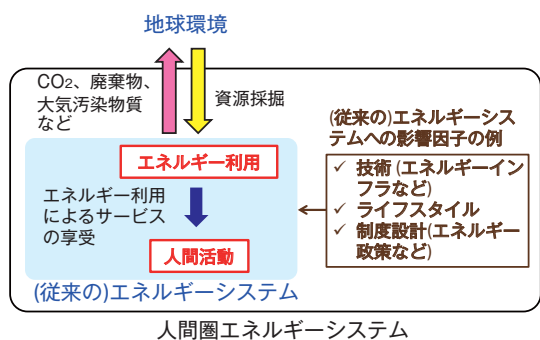 地球環境
CO2、廃棄物、
大気汚染物質
など
資源採掘
(従来の)エネルギーシス
テムへの影響因子の例
✓ 技術 (エネルギーインフラなど)
✓ ライフスタイル
✓ 制度設計(エネルギー
政策など)
エネルギー利用
エネルギー利用
によるサービス
の享受
人間活動
(従来の)エネルギーシステム
人間圏エネルギーシステム